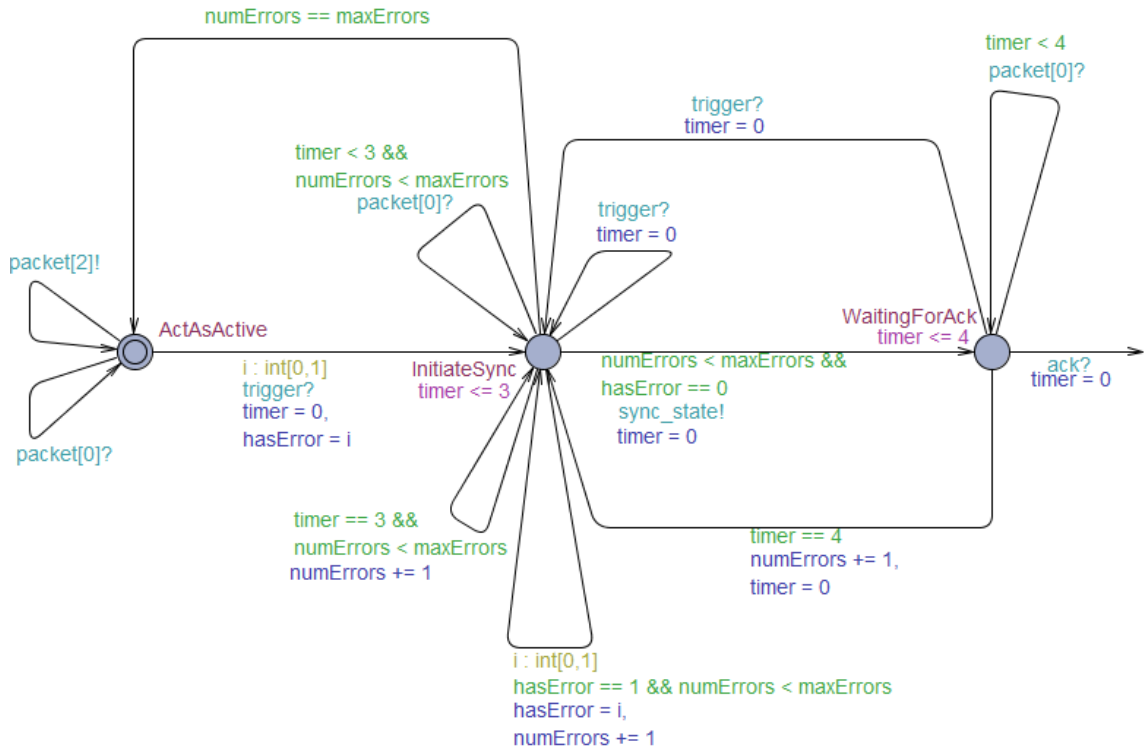 numErrors == maxErrors
timer < 4
packet[0]?
trigger?
timer = 0
timer < 3 &&
numErrors < maxErrors
packet[0]?
trigger?
timer = 0
packet[2]!
ActAsActive
packet[0]?
i : int[0,1]
trigger?
timer = 0,
hasError = i
InitiateSync
timer <= 3
numErrors < maxErrors &&
hasError == 0
sync_state!
timer = 0
WaitingForAck
timer <= 4
ack?
timer = 0
timer == 3 &&
numErrors < maxErrors
numErrors += 1
timer == 4
numErrors += 1,
timer = 0
i : int[0,1]
hasError == 1 && numErrors < maxErrors
hasError = i,
numErrors += 1